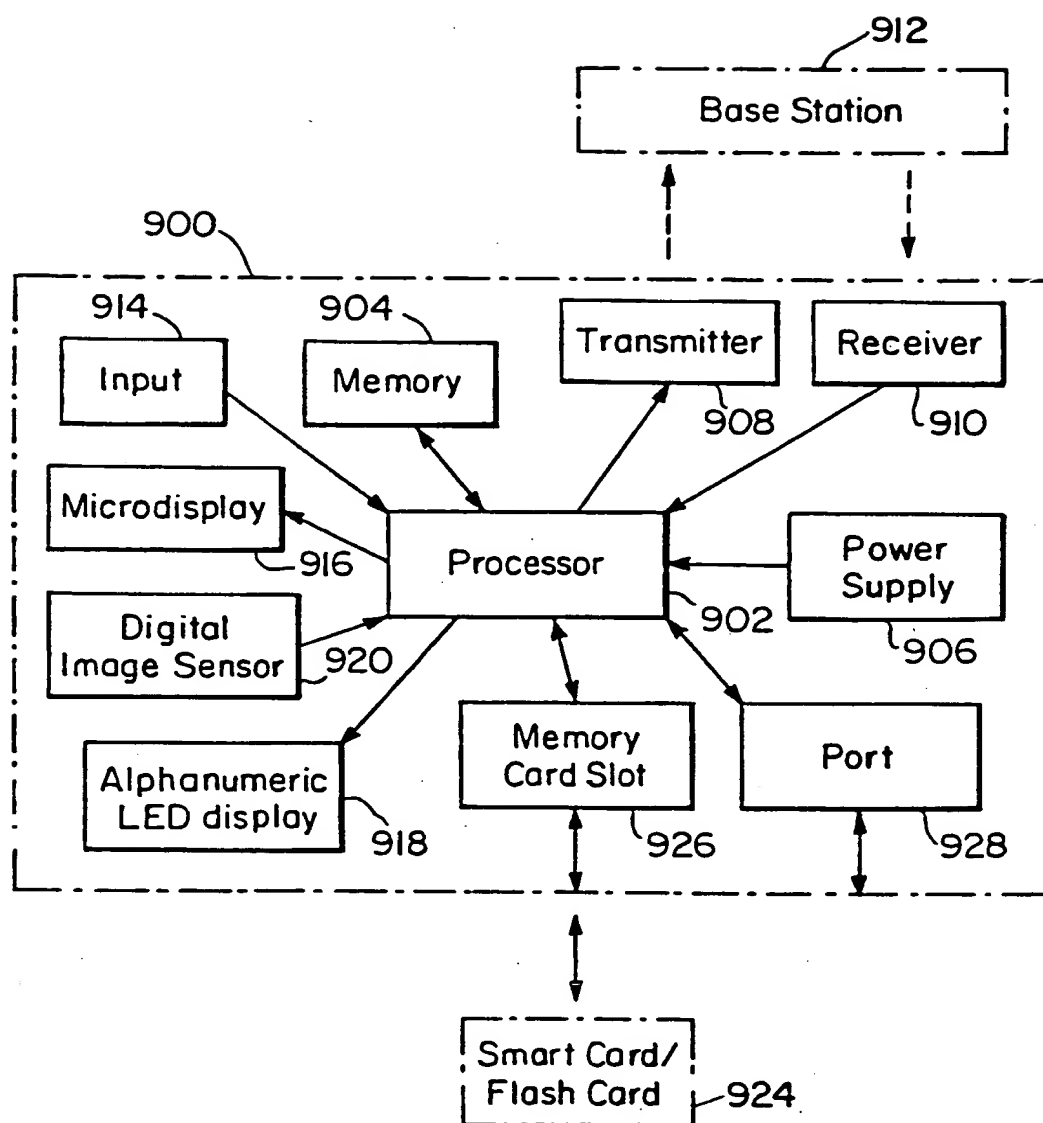 912
Base Station
900
914
904
Input
Memory
Transmitter
Receiver
908
910
Microdisplay
916
Processor
902
Power
Supply
906
Digital
Image Sensor
920
Alphanumeric
LED display
918
Memory
Card Slot
926
Port
928
Smart Card/
Flash Card
924